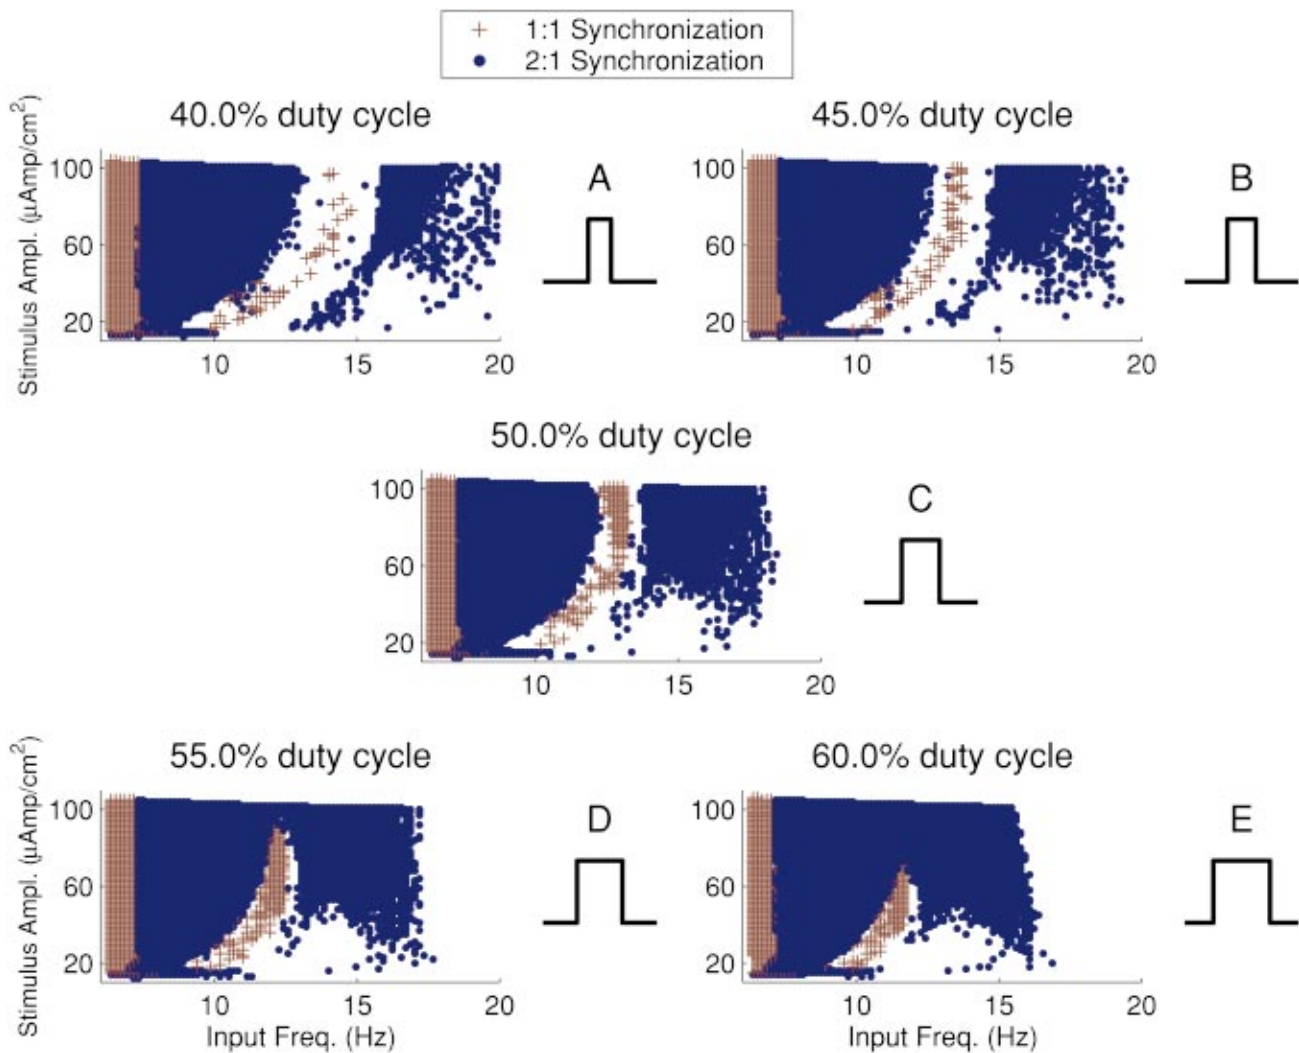 1:1 Synchronization
2:1 Synchronization
40.0% duty cycle
Stimulus Ampl. (μAmp/cm²)
100
60
20
10 15 20
A
45.0% duty cycle
100
60
20
10 15 20
B
50.0% duty cycle
100
60
20
10 15 20
C
55.0% duty cycle
Stimulus Ampl. (μAmp/cm²)
100
60
20
10 15 20
Input Freq. (Hz)
D
60.0% duty cycle
100
60
20
10 15 20
Input Freq. (Hz)
E